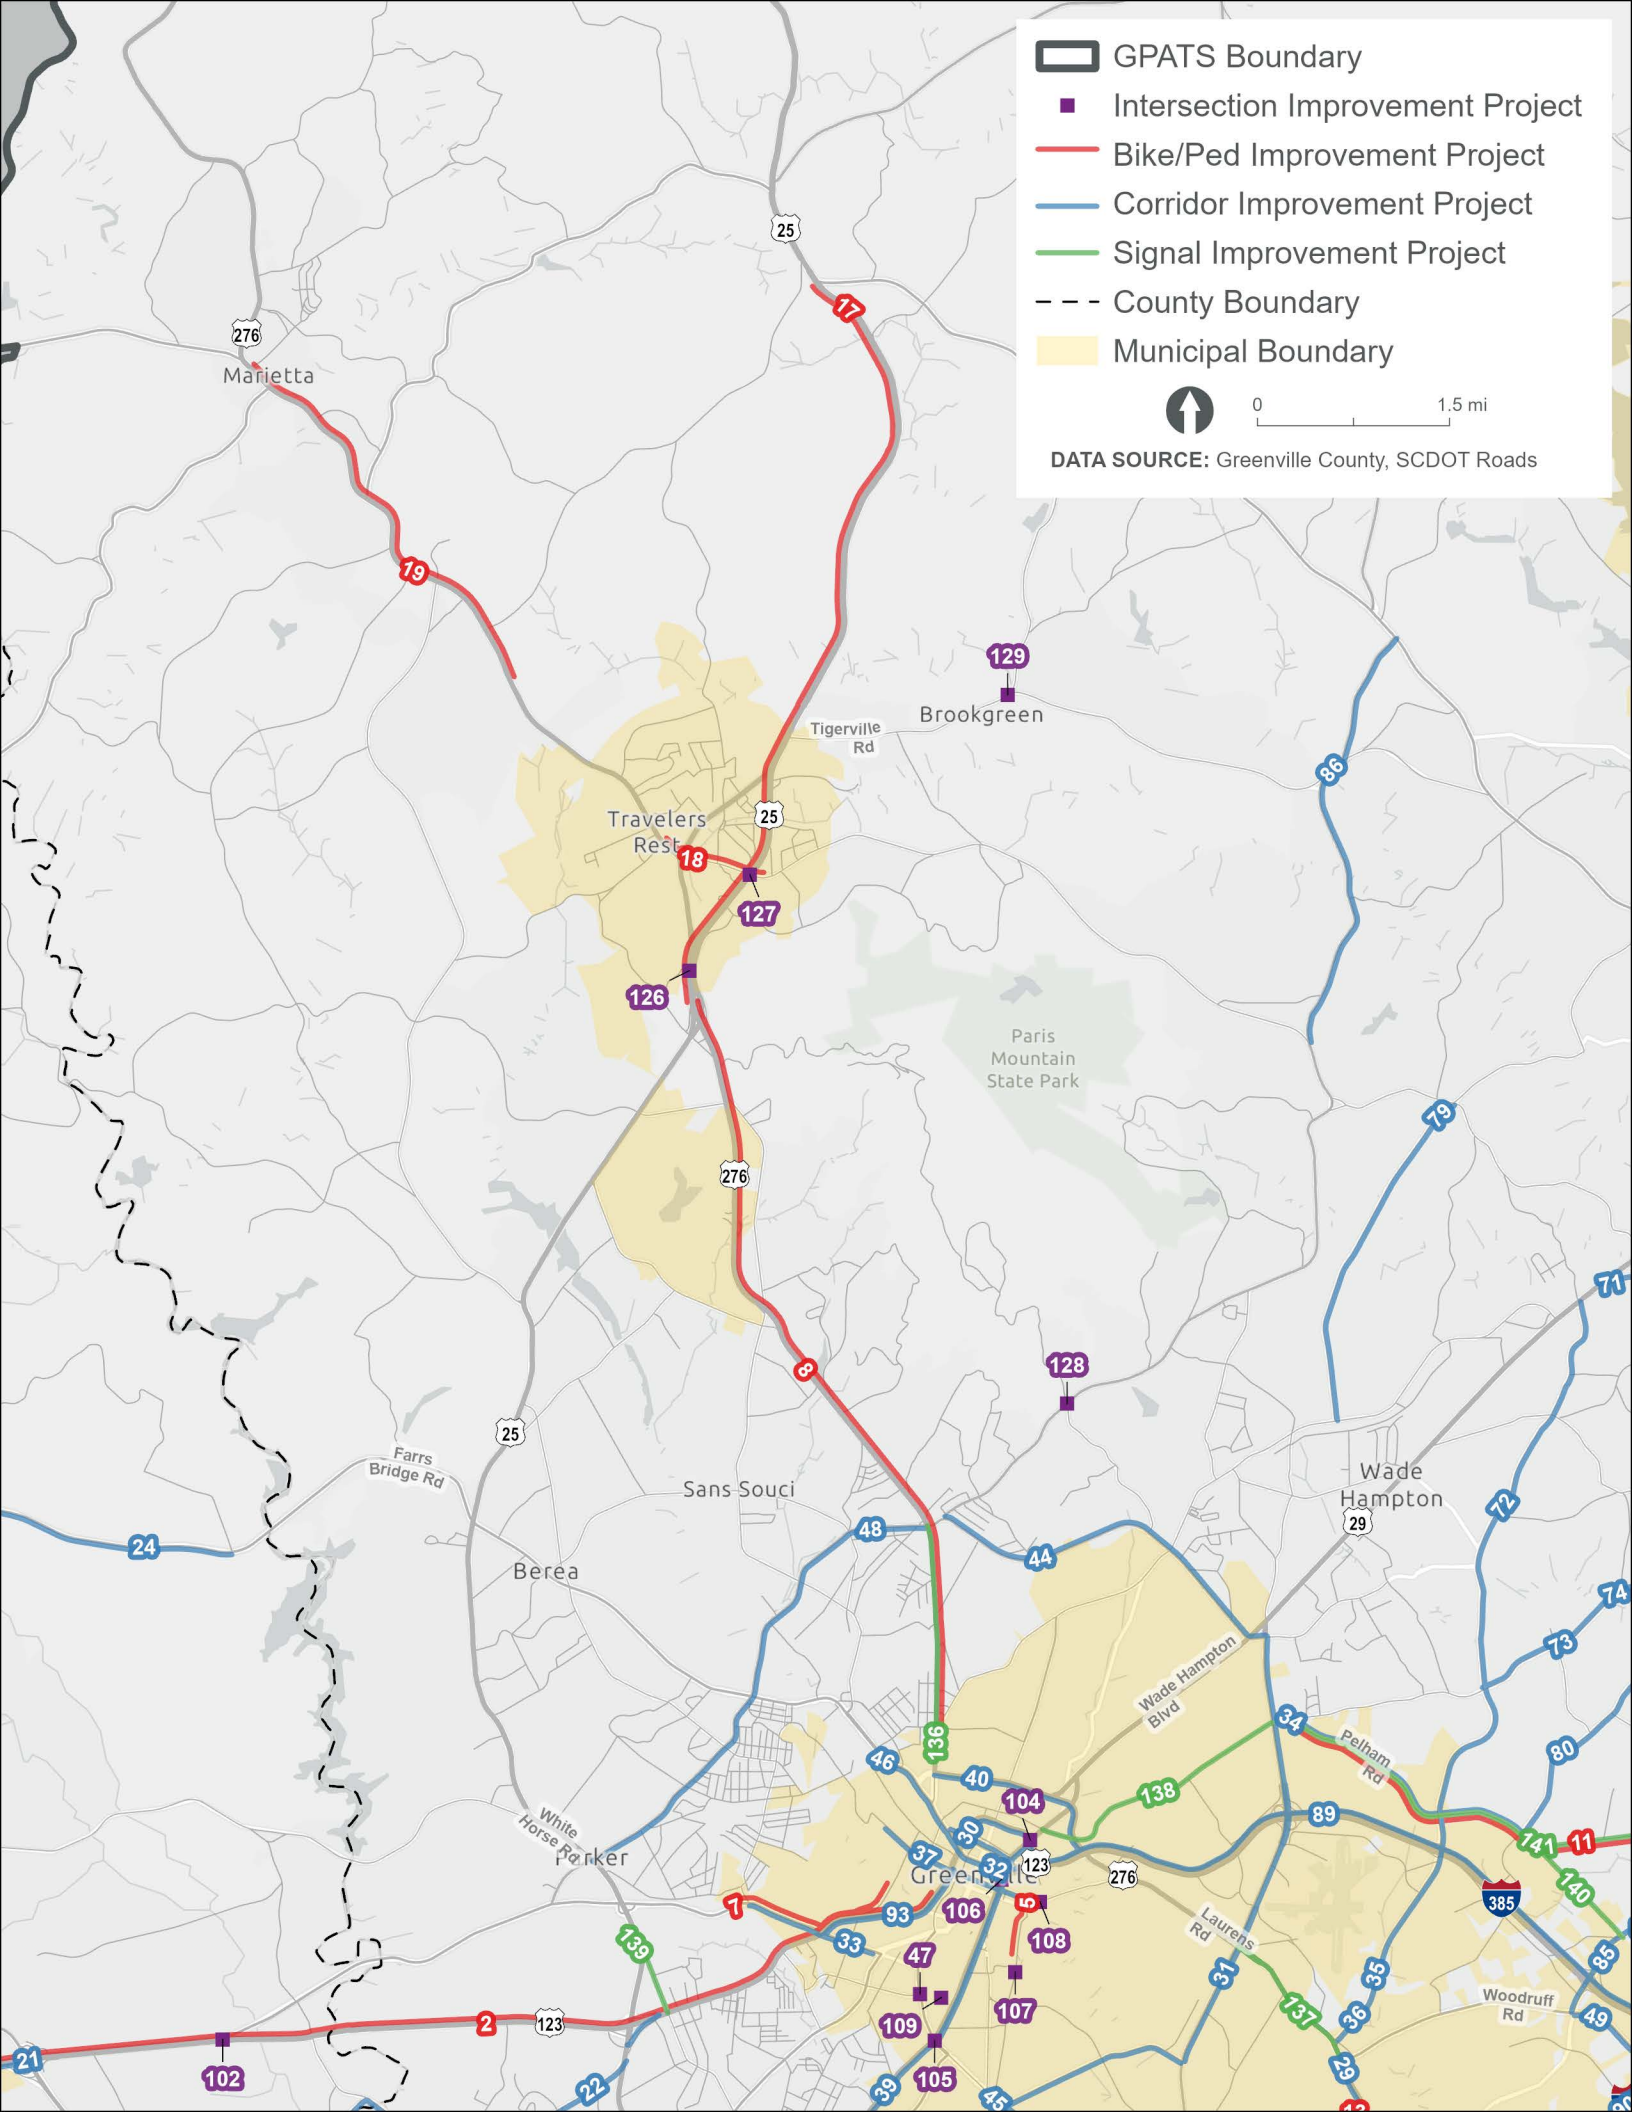 GPATS Boundary
Intersection Improvement Project
Bike/Ped Improvement Project
Corridor Improvement Project
Signal Improvement Project
County Boundary
Municipal Boundary
0 1.5 mi
DATA SOURCE: Greenville County, SCDOT Roads
25
17
276
Marietta
19
129
Brookgreen
Tigerville
Rd
86
25
Travelers
Rest
18
127
126
Paris
Mountain
State Park
79
276
71
8
128
25
Farrs
Bridge Rd
Sans Souci
Wade
Hampton
29
72
24
48
44
Berea
74
73
Wade Hampton
Blvd
34
Pelham
Rd
136
46
40
80
138
104
89
White
Horse Rd
Parker
30
37
32
123
Greenville
276
141
11
140
385
7
93
106
5
108
33
139
47
Laurens
Rd
31
35
85
109
107
137
36
Woodruff
Rd
49
2
123
21
102
105
29
22
39
45